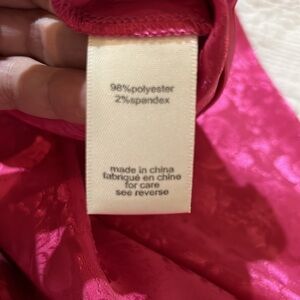 98%polyester
2%spandex
made in china
fabriqué en chine
for care
see reverse